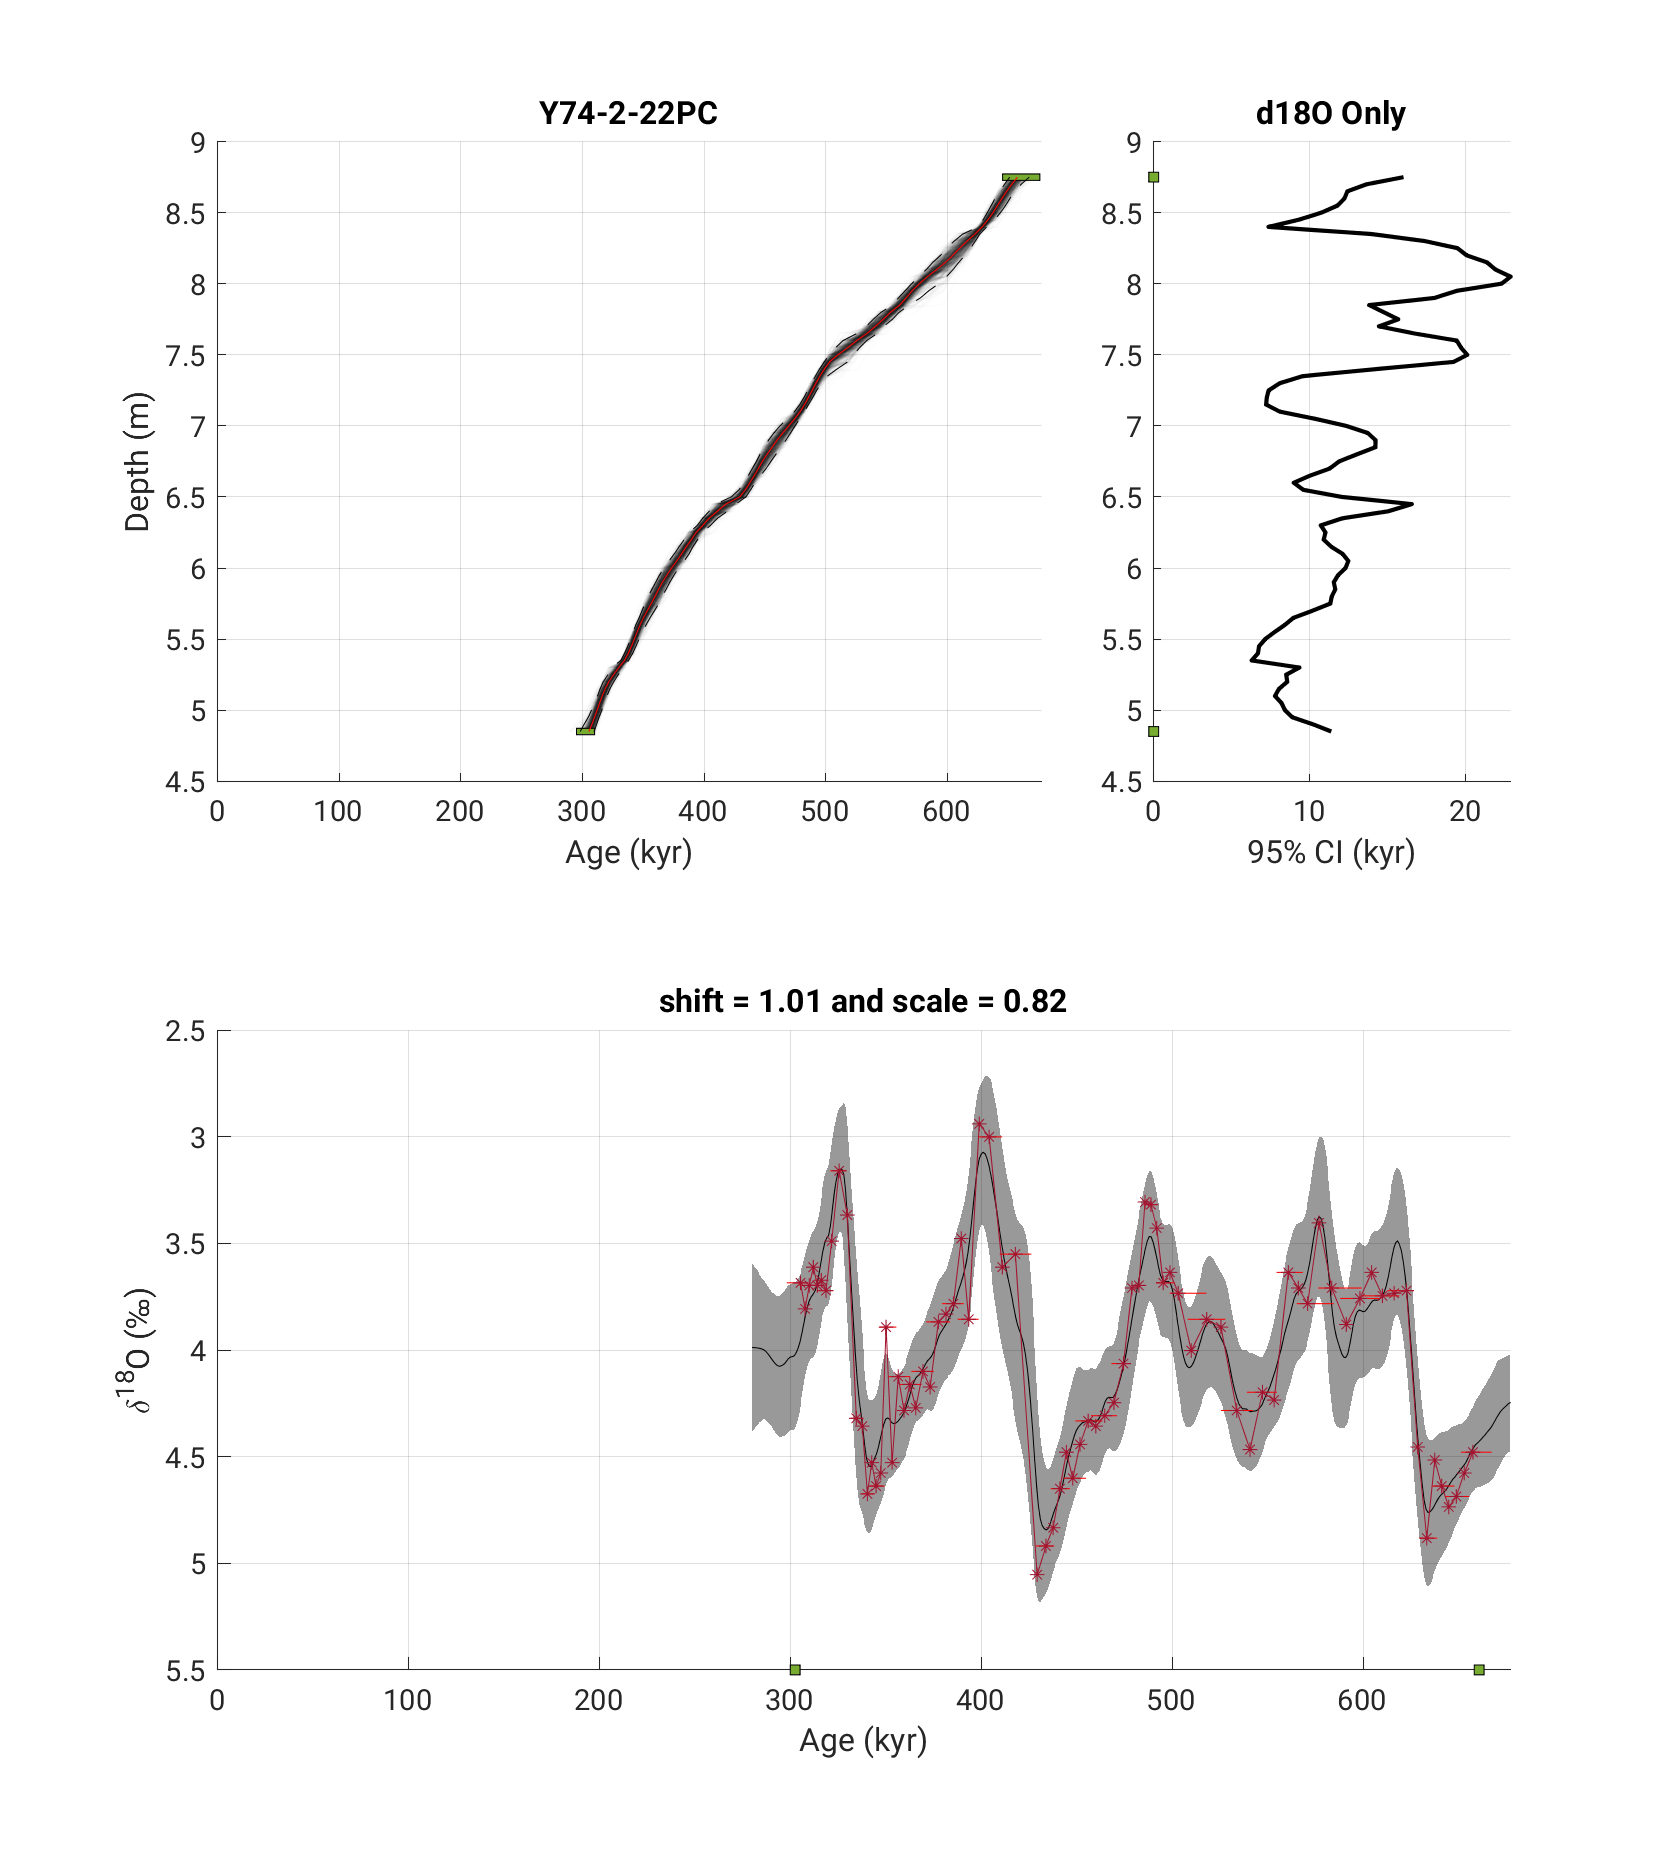 Y74-2-22PC
d18O Only
9
8.5
8
7.5
7
6.5
6
5.5
5
4.5
Depth (m)
0 100 200 300 400 500 600
Age (kyr)
9
8.5
8
7.5
7
6.5
6
5.5
5
4.5
0 10 20
95% CI (kyr)
shift = 1.01 and scale = 0.82
2.5
3
3.5
4
4.5
5
5.5
δ18O (‰)
0 100 200 300 400 500 600
Age (kyr)